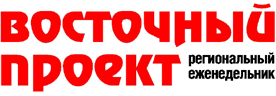 ВОСТОЧНЫЙ
ПРОЕКТ
региональный
еженедельник